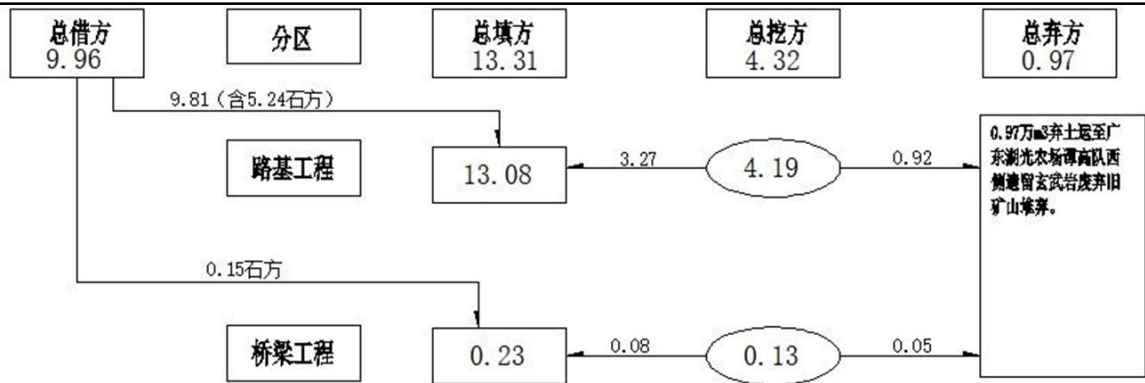 总借方
9.96
分区
总填方
13.31
总挖方
4.32
总弃方
0.97
9.81（含5.24石方）
路基工程
13.08
3.27
4.19
0.92
0.97万m3弃土运至广
东湖光农场谭高队西
侧遗留玄武岩废弃旧
矿山堆弃。
0.15石方
桥梁工程
0.23
0.08
0.13
0.05